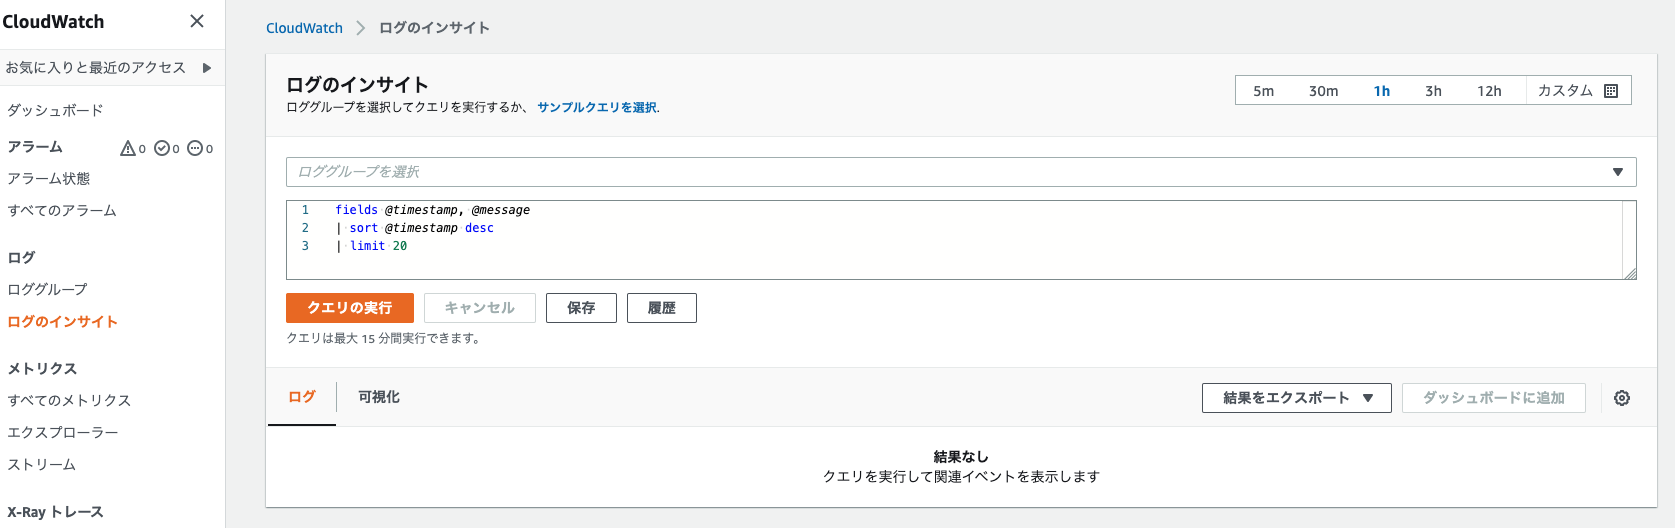 CloudWatch
お気に入りと最近のアクセス
ダッシュボード
アラーム 0 0 0
アラーム状態
すべてのアラーム
ログ
ロググループ
ログのインサイト
メトリクス
すべてのメトリクス
エクスプローラー
ストリーム
X-Ray トレース
CloudWatch > ログのインサイト
ログのインサイト
ロググループを選択してクエリを実行するか、 サンプルクエリを選択.
5m 30m 1h 3h 12h カスタム
ロググループを選択
1 fields @timestamp, @message
2 | sort @timestamp desc
3 | limit 20
クエリの実行 キャンセル 保存 履歴
クエリは最大 15 分間実行できます。
ログ 可視化 結果をエクスポート ダッシュボードに追加
結果なし
クエリを実行して関連イベントを表示します